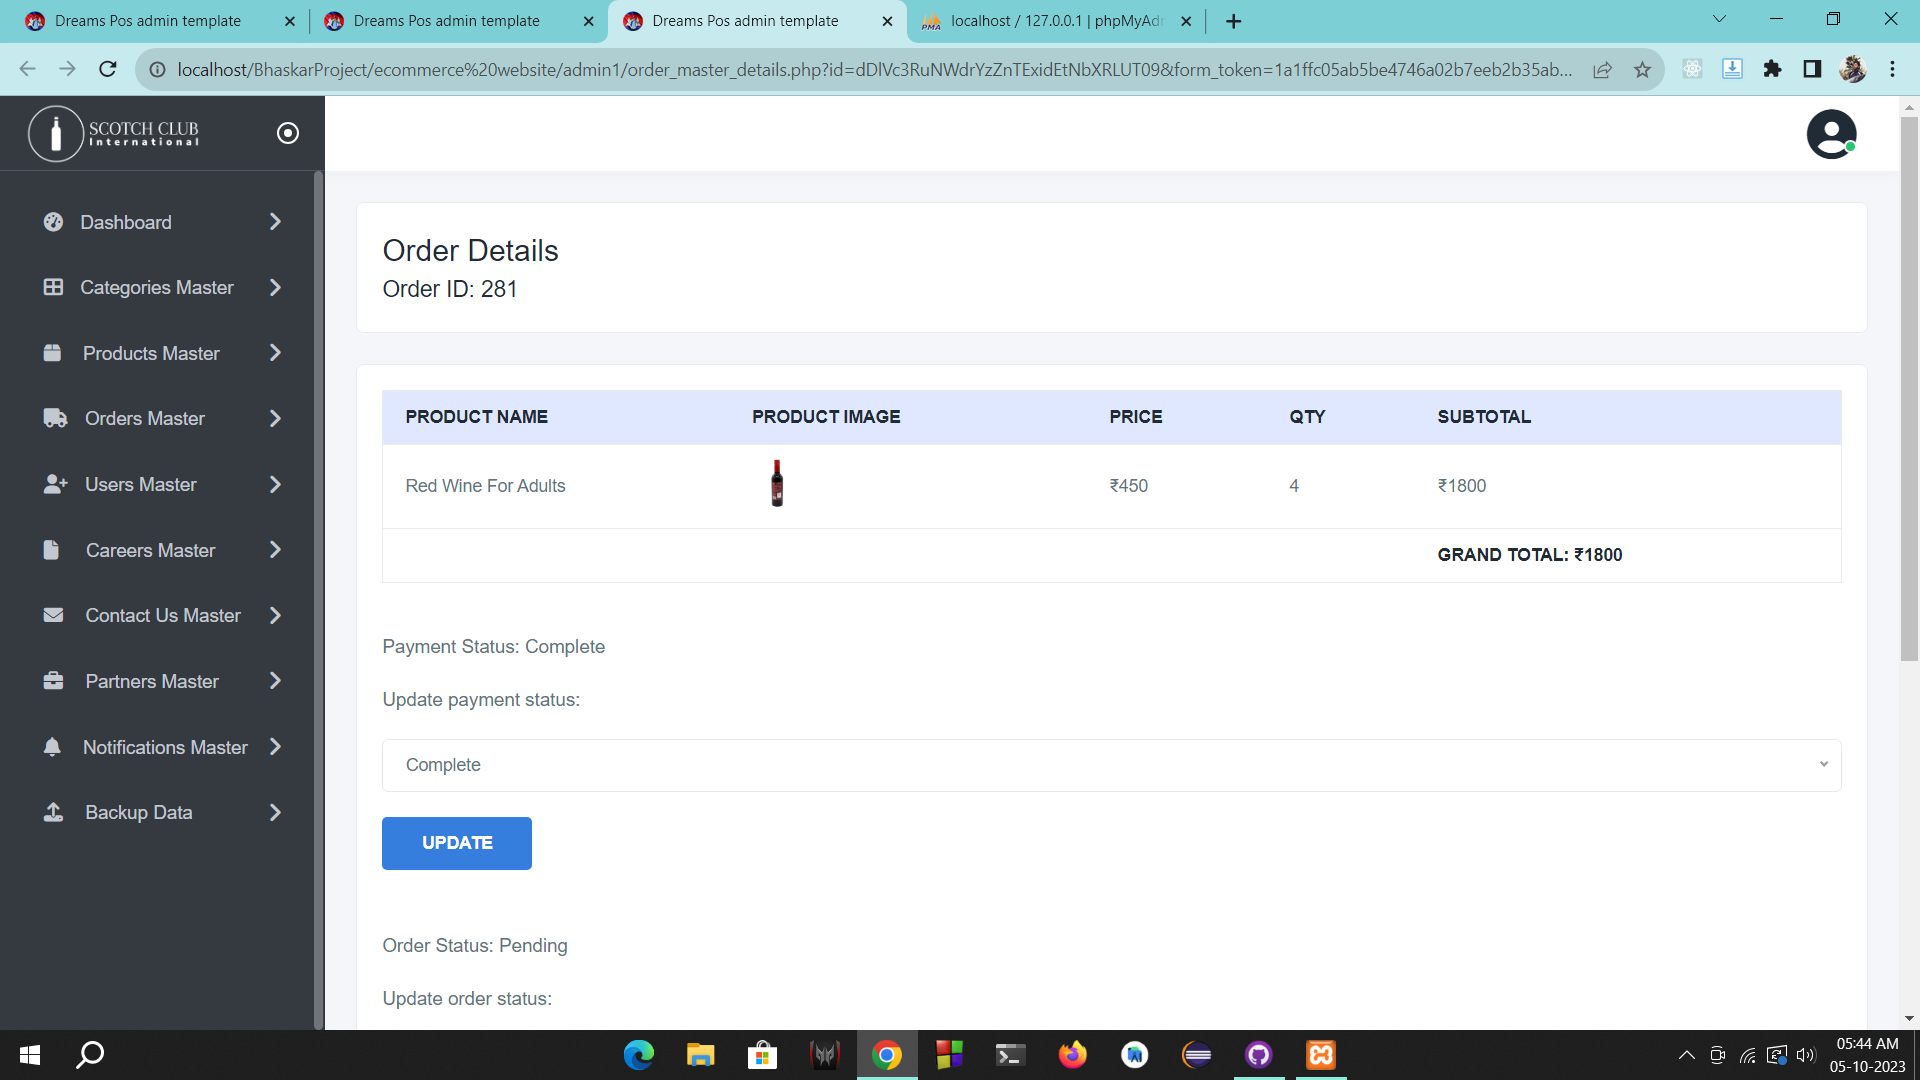 Dreams Pos admin template
Dreams Pos admin template
Dreams Pos admin template
localhost / 127.0.0.1 | phpMyAdr
localhost/BhaskarProject/ecommerce%20website/admin1/order_master_details.php?id=dDlVc3RuNWdrYzZnTExidEtNbXRLUT09&form_token=1a1ffc05ab5be4746a02b7eeb2b35ab...
SCOTCH CLUB
International
Dashboard
Categories Master
Products Master
Orders Master
Users Master
Careers Master
Contact Us Master
Partners Master
Notifications Master
Backup Data
Order Details
Order ID: 281
PRODUCT NAME PRODUCT IMAGE PRICE QTY SUBTOTAL
Red Wine For Adults ₹450 4 ₹1800
GRAND TOTAL: ₹1800
Payment Status: Complete
Update payment status:
Complete
UPDATE
Order Status: Pending
Update order status:
05:44 AM
05-10-2023